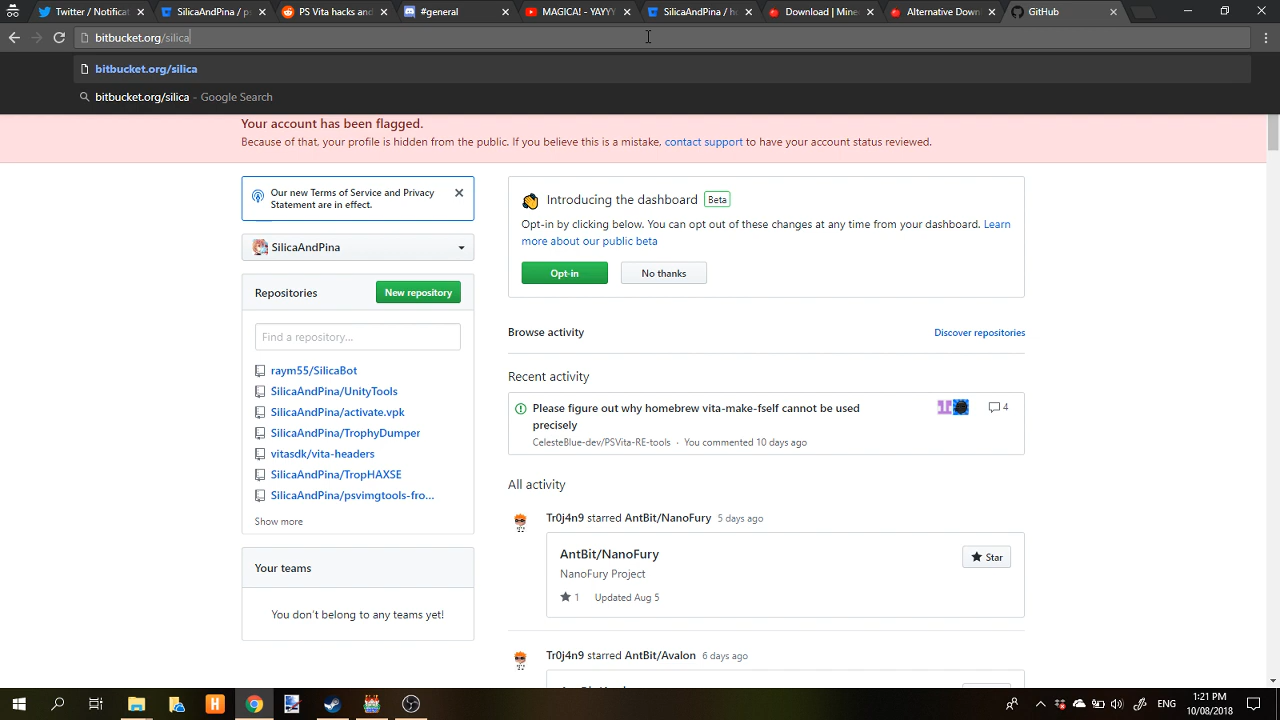 Twitter / Notificat
SilicaAndPina / p
PS Vita hacks and
#general
MAGICA! - YAYYY
SilicaAndPina / h
Download | Mine
Alternative Down
GitHub
bitbucket.org/silica
bitbucket.org/silica
bitbucket.org/silica - Google Search
Your account has been flagged.
Because of that, your profile is hidden from the public. If you believe this is a mistake, contact support to have your account status reviewed.
Our new Terms of Service and Privacy
Statement are in effect.
SilicaAndPina
Repositories
New repository
Find a repository...
raym55/SilicaBot
SilicaAndPina/UnityTools
SilicaAndPina/activate.vpk
SilicaAndPina/TrophyDumper
vitasdk/vita-headers
SilicaAndPina/TropHAXSE
SilicaAndPina/psvimgtools-fro...
Show more
Your teams
You don't belong to any teams yet!
Introducing the dashboard Beta
Opt-in by clicking below. You can opt out of these changes at any time from your dashboard. Learn
more about our public beta
Opt-in
No thanks
Browse activity
Discover repositories
Recent activity
Please figure out why homebrew vita-make-fself cannot be used
precisely
4
CelesteBlue-dev/PSVita-RE-tools · You commented 10 days ago
All activity
Tr0j4n9 starred AntBit/NanoFury 5 days ago
AntBit/NanoFury
Star
NanoFury Project
1 Updated Aug 5
Tr0j4n9 starred AntBit/Avalon 6 days ago
ENG
1:21 PM
10/08/2018